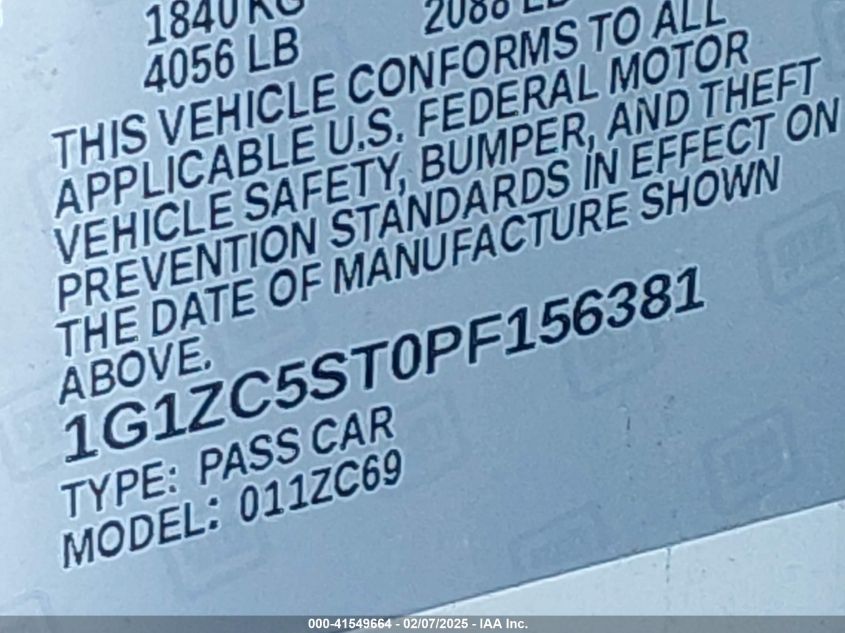 1840 KG 2088 LB
4056 LB
THIS VEHICLE CONFORMS TO ALL
APPLICABLE U.S. FEDERAL MOTOR
VEHICLE SAFETY, BUMPER, AND THEFT
PREVENTION STANDARDS IN EFFECT ON
THE DATE OF MANUFACTURE SHOWN
ABOVE.
1G1ZC5ST0PF156381
TYPE: PASS CAR
MODEL: 011ZC69
000-41549664 - 02/07/2025 - IAA Inc.